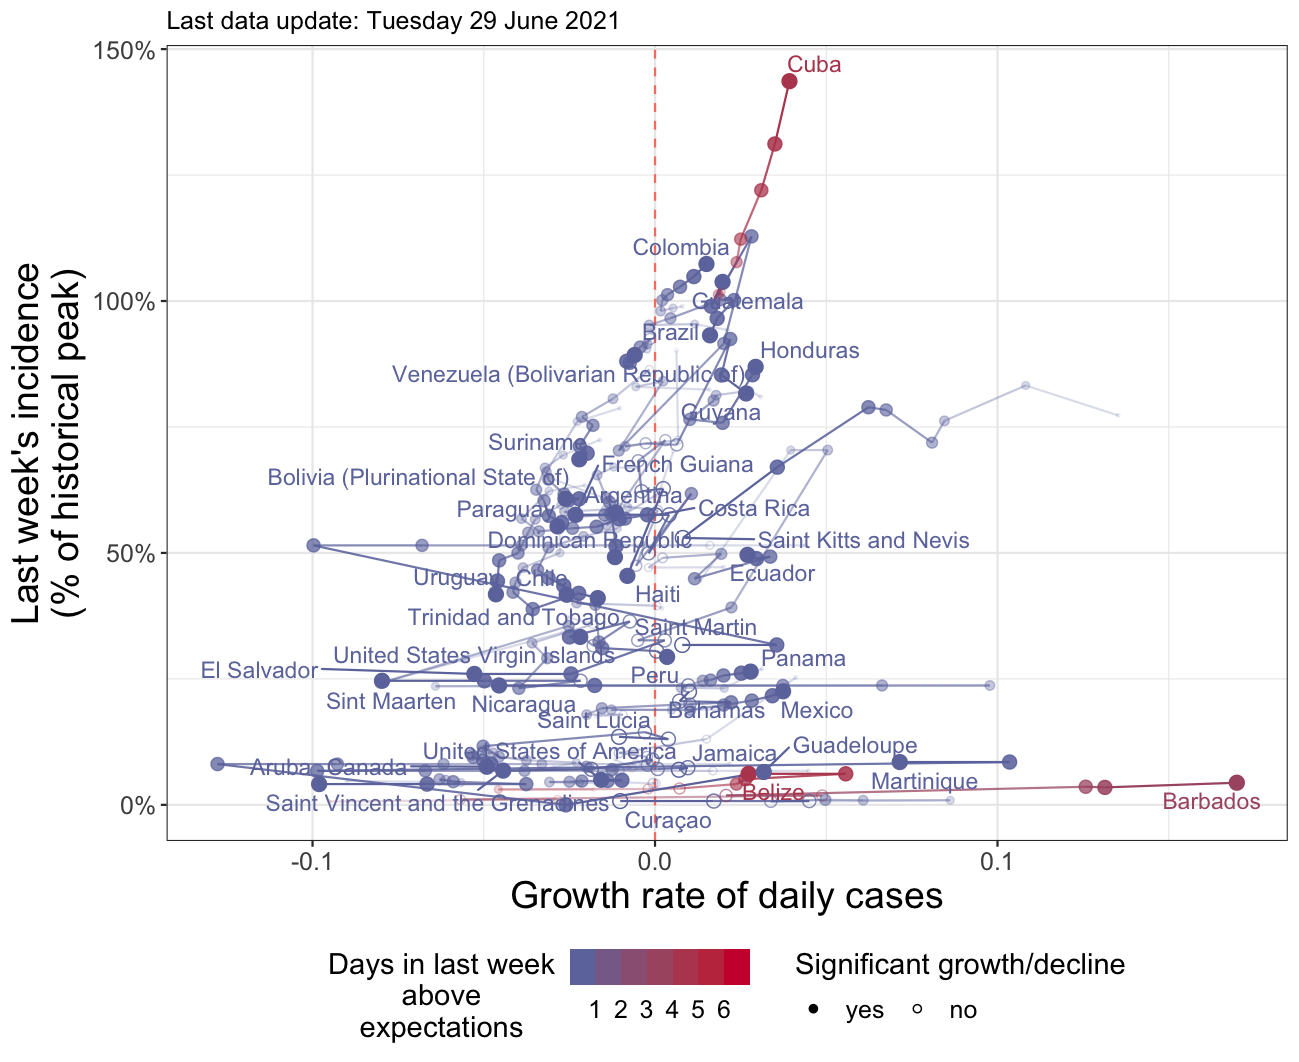 Last data update: Tuesday 29 June 2021
150%
100%
50%
0%
Last week's incidence
(% of historical peak)
Cuba
Colombia
Guatemala
Brazil
Honduras
Venezuela (Bolivarian Republic of)
Guyana
Suriname
French Guiana
Bolivia (Plurinational State of)
Argentina
Paraguay
Costa Rica
Dominican Republic
Saint Kitts and Nevis
Uruguay
Chile
Ecuador
Haiti
Trinidad and Tobago
Saint Martin
United States Virgin Islands
Panama
El Salvador
Peru
Sint Maarten
Nicaragua
Bahamas
Mexico
Saint Lucia
United States of America
Jamaica
Guadeloupe
Aruba
Canada
Martinique
Saint Vincent and the Grenadines
Belize
Barbados
Curaçao
-0.1
0.0
0.1
Growth rate of daily cases
Days in last week
above
expectations
1 2 3 4 5 6
Significant growth/decline
yes
no